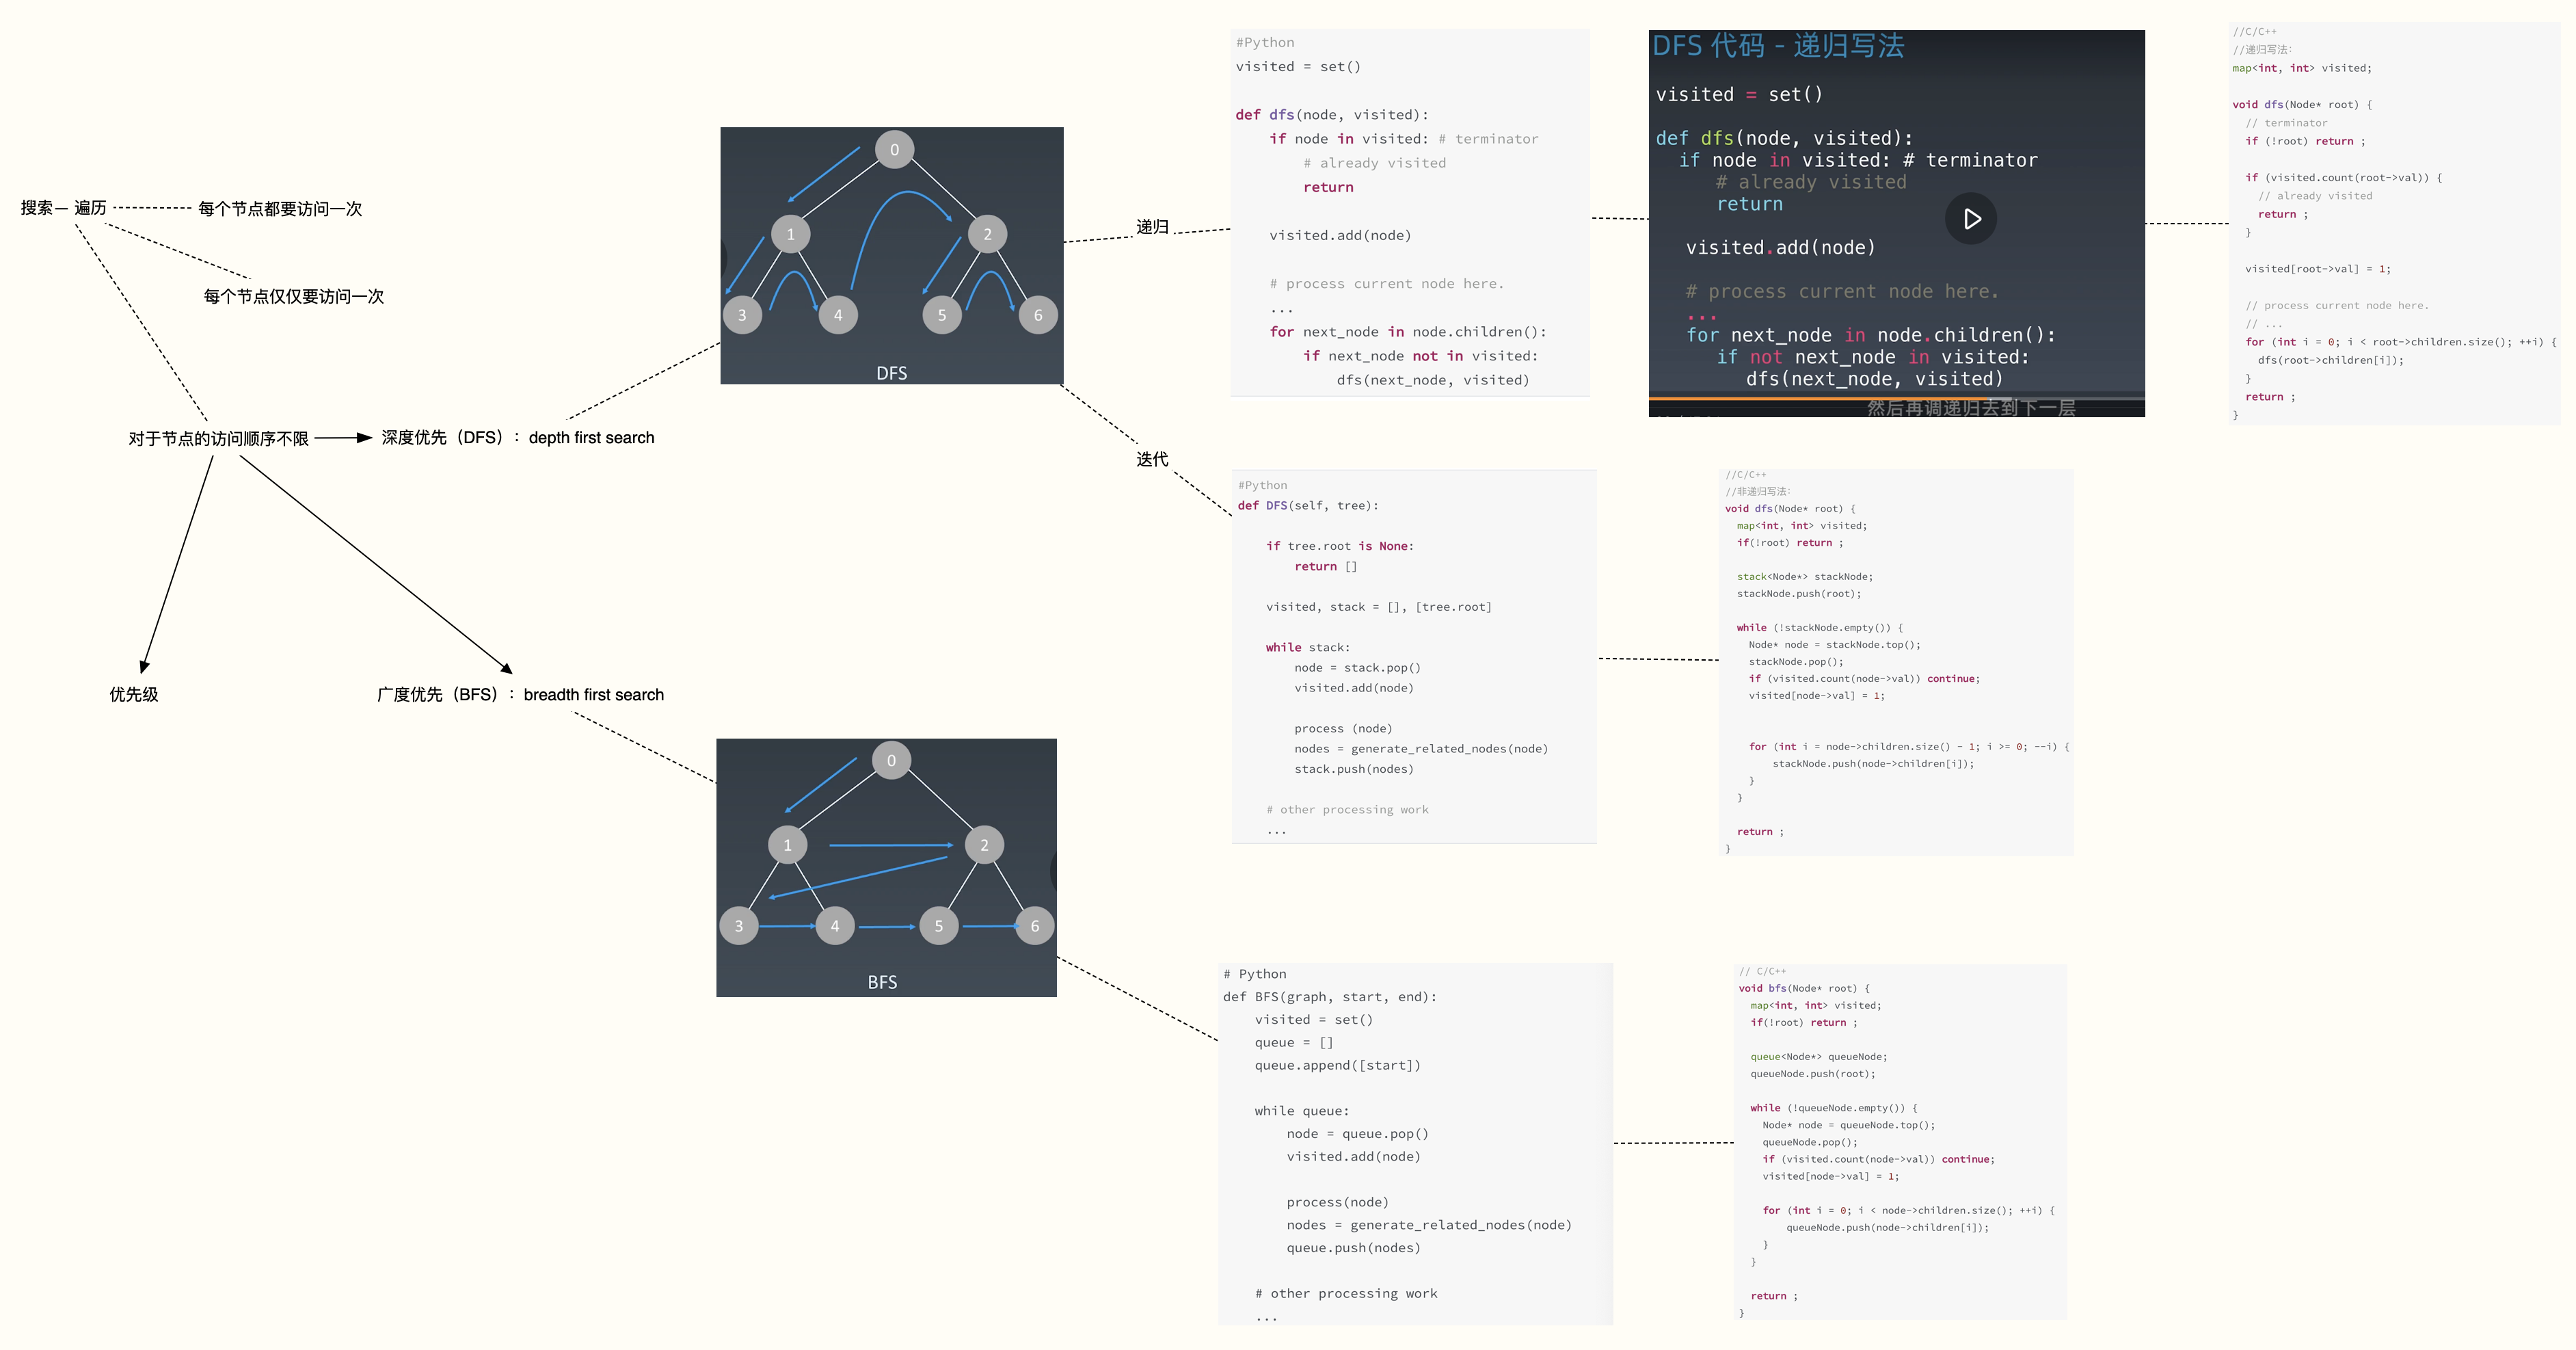 搜索— 遍历
每个节点都要访问一次
每个节点仅仅要访问一次
对于节点的访问顺序不限
深度优先（DFS）：depth first search
优先级
广度优先（BFS）：breadth first search
0
1
2
3
4
5
6
DFS
递归
迭代
0
1
2
3
4
5
6
BFS
#Python
visited = set()
def dfs(node, visited):
    if node in visited: # terminator
        # already visited
        return
    visited.add(node)
    # process current node here.
    ...
    for next_node in node.children():
        if next_node not in visited:
            dfs(next_node, visited)
DFS 代码 - 递归写法
visited = set()
def dfs(node, visited):
  if node in visited: # terminator
     # already visited
     return
   visited.add(node)
   # process current node here.
   ...
   for next_node in node.children():
     if not next_node in visited:
        dfs(next_node, visited)
然后再调递归去到下一层
//C/C++
//递归写法:
map<int, int> visited;
void dfs(Node* root) {
  // terminator
  if (!root) return ;
  if (visited.count(root->val)) {
    // already visited
    return ;
  }
  visited[root->val] = 1;
  // process current node here.
  // ...
  for (int i = 0; i < root->children.size(); ++i) {
    dfs(root->children[i]);
  }
  return ;
}
#Python
def DFS(self, tree):
    if tree.root is None:
        return []
    visited, stack = [], [tree.root]
    while stack:
        node = stack.pop()
        visited.add(node)
        process (node)
        nodes = generate_related_nodes(node)
        stack.push(nodes)
    # other processing work
    ...
//C/C++
//非递归写法:
void dfs(Node* root) {
  map<int, int> visited;
  if(!root) return ;
  stack<Node*> stackNode;
  stackNode.push(root);
  while (!stackNode.empty()) {
    Node* node = stackNode.top();
    stackNode.pop();
    if (visited.count(node->val)) continue;
    visited[node->val] = 1;
    for (int i = node->children.size() - 1; i >= 0; --i) {
        stackNode.push(node->children[i]);
    }
  }
  return ;
}
# Python
def BFS(graph, start, end):
    visited = set()
    queue = []
    queue.append([start])
    while queue:
        node = queue.pop()
        visited.add(node)
        process(node)
        nodes = generate_related_nodes(node)
        queue.push(nodes)
    # other processing work
    ...
// C/C++
void bfs(Node* root) {
  map<int, int> visited;
  if(!root) return ;
  queue<Node*> queueNode;
  queueNode.push(root);
  while (!queueNode.empty()) {
    Node* node = queueNode.top();
    queueNode.pop();
    if (visited.count(node->val)) continue;
    visited[node->val] = 1;
    for (int i = 0; i < node->children.size(); ++i) {
        queueNode.push(node->children[i]);
    }
  }
  return ;
}